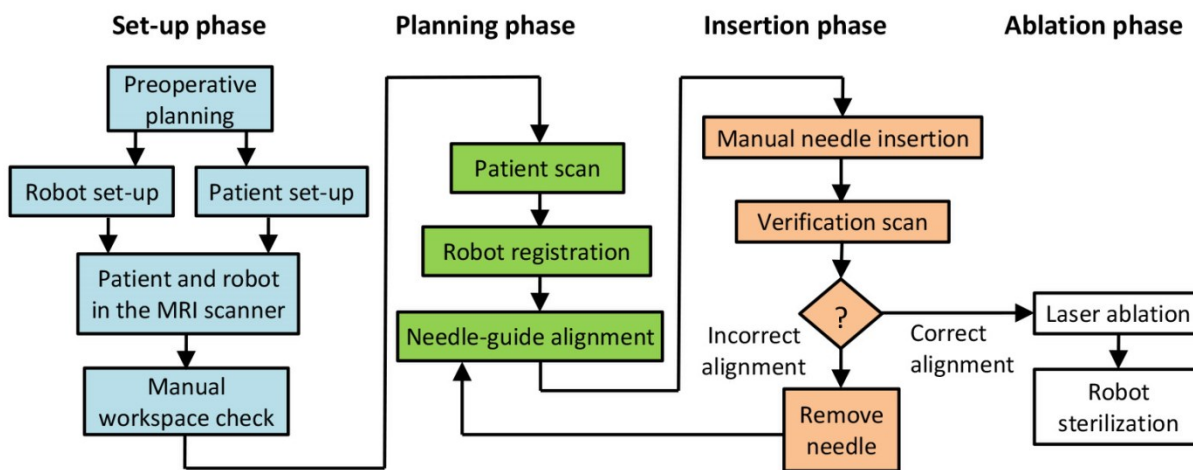 Set-up phase
Planning phase
Insertion phase
Ablation phase
Preoperative
planning
Robot set-up
Patient set-up
Patient and robot
in the MRI scanner
Manual
workspace check
Patient scan
Robot registration
Needle-guide alignment
Manual needle insertion
Verification scan
?
Incorrect
alignment
Correct
alignment
Remove
needle
Laser ablation
Robot
sterilization